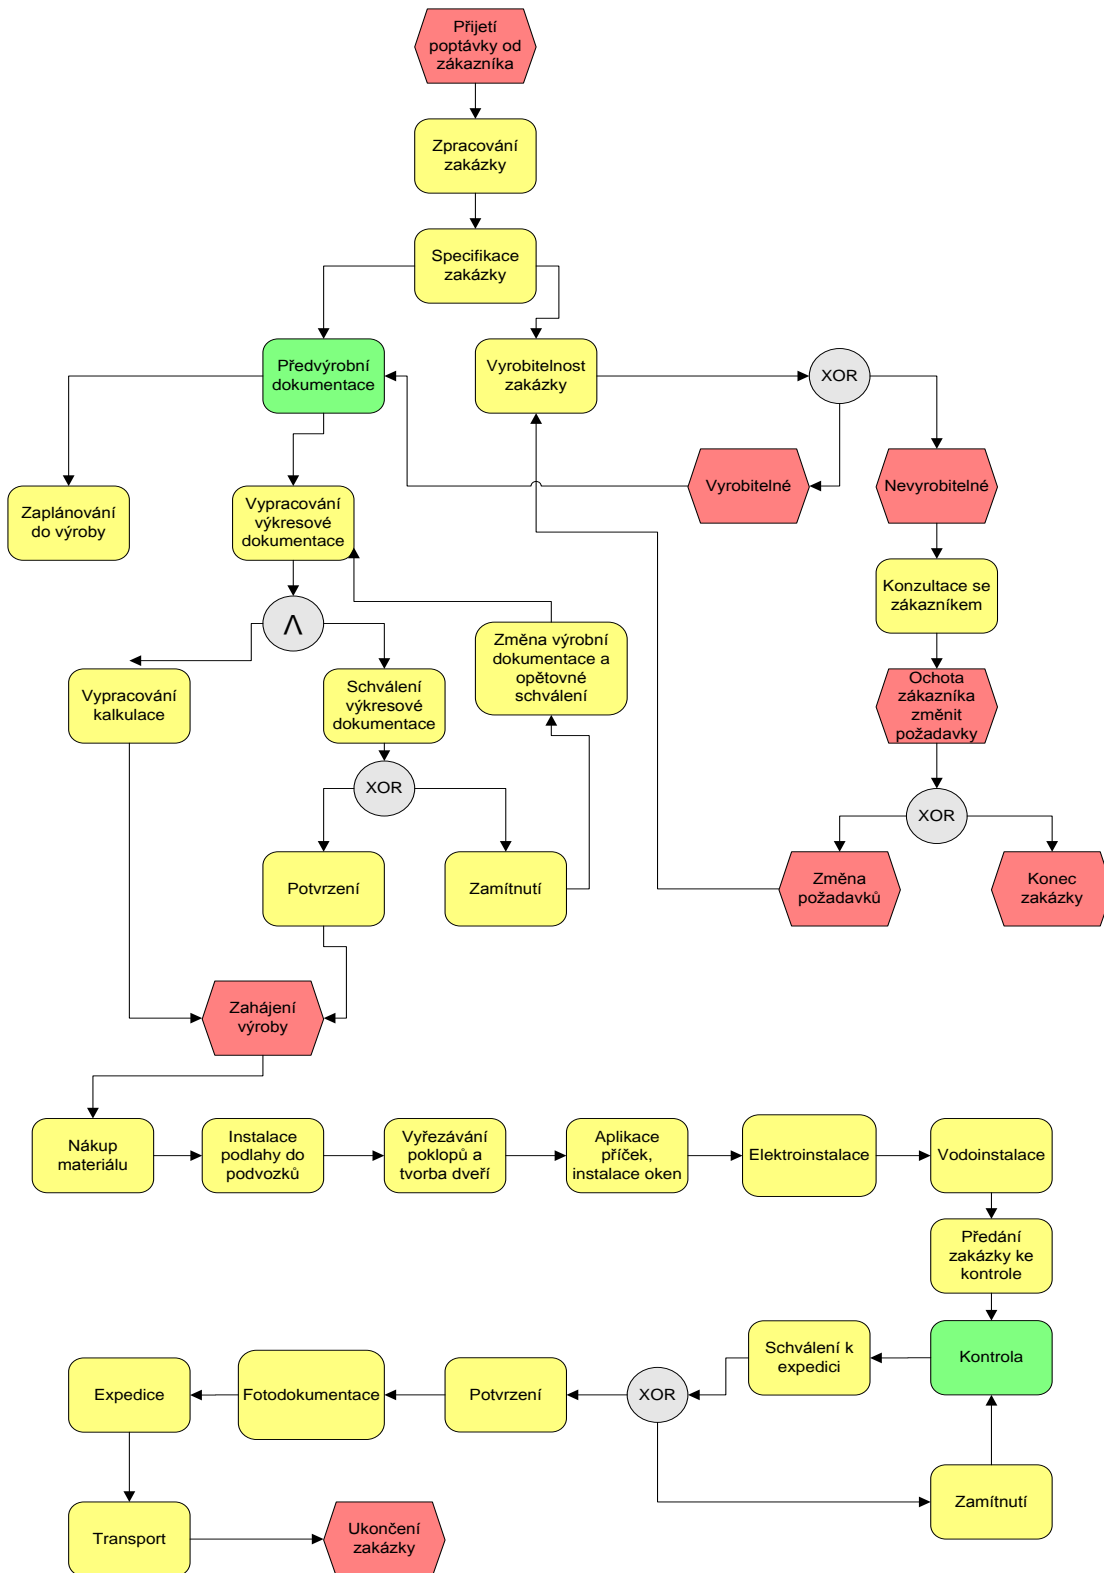 Přijetí
poptávky od
zákazníka
Zpracování
zakázky
Specifikace
zakázky
Předvýrobní
dokumentace
Vyrobitelnost
zakázky
XOR
Zaplánování
do výroby
Vypracování
výkresové
dokumentace
Vyrobitelné
Nevyrobitelné
Konzultace se
zákazníkem
Λ
Změna výrobní
dokumentace a
opětovné
schválení
Vypracování
kalkulace
Schválení
výkresové
dokumentace
Ochota
zákazníka
změnit
požadavky
XOR
XOR
Potvrzení
Zamítnutí
Změna
požadavků
Konec
zakázky
Zahájení
výroby
Nákup
materiálu
Instalace
podlahy do
podvozků
Vyřezávání
poklopů a
tvorba dveří
Aplikace
příček,
instalace oken
Elektroinstalace
Vodoinstalace
Předání
zakázky ke
kontrole
Kontrola
Schválení k
expedici
XOR
Potvrzení
Fotodokumentace
Expedice
Zamítnutí
Transport
Ukončení
zakázky